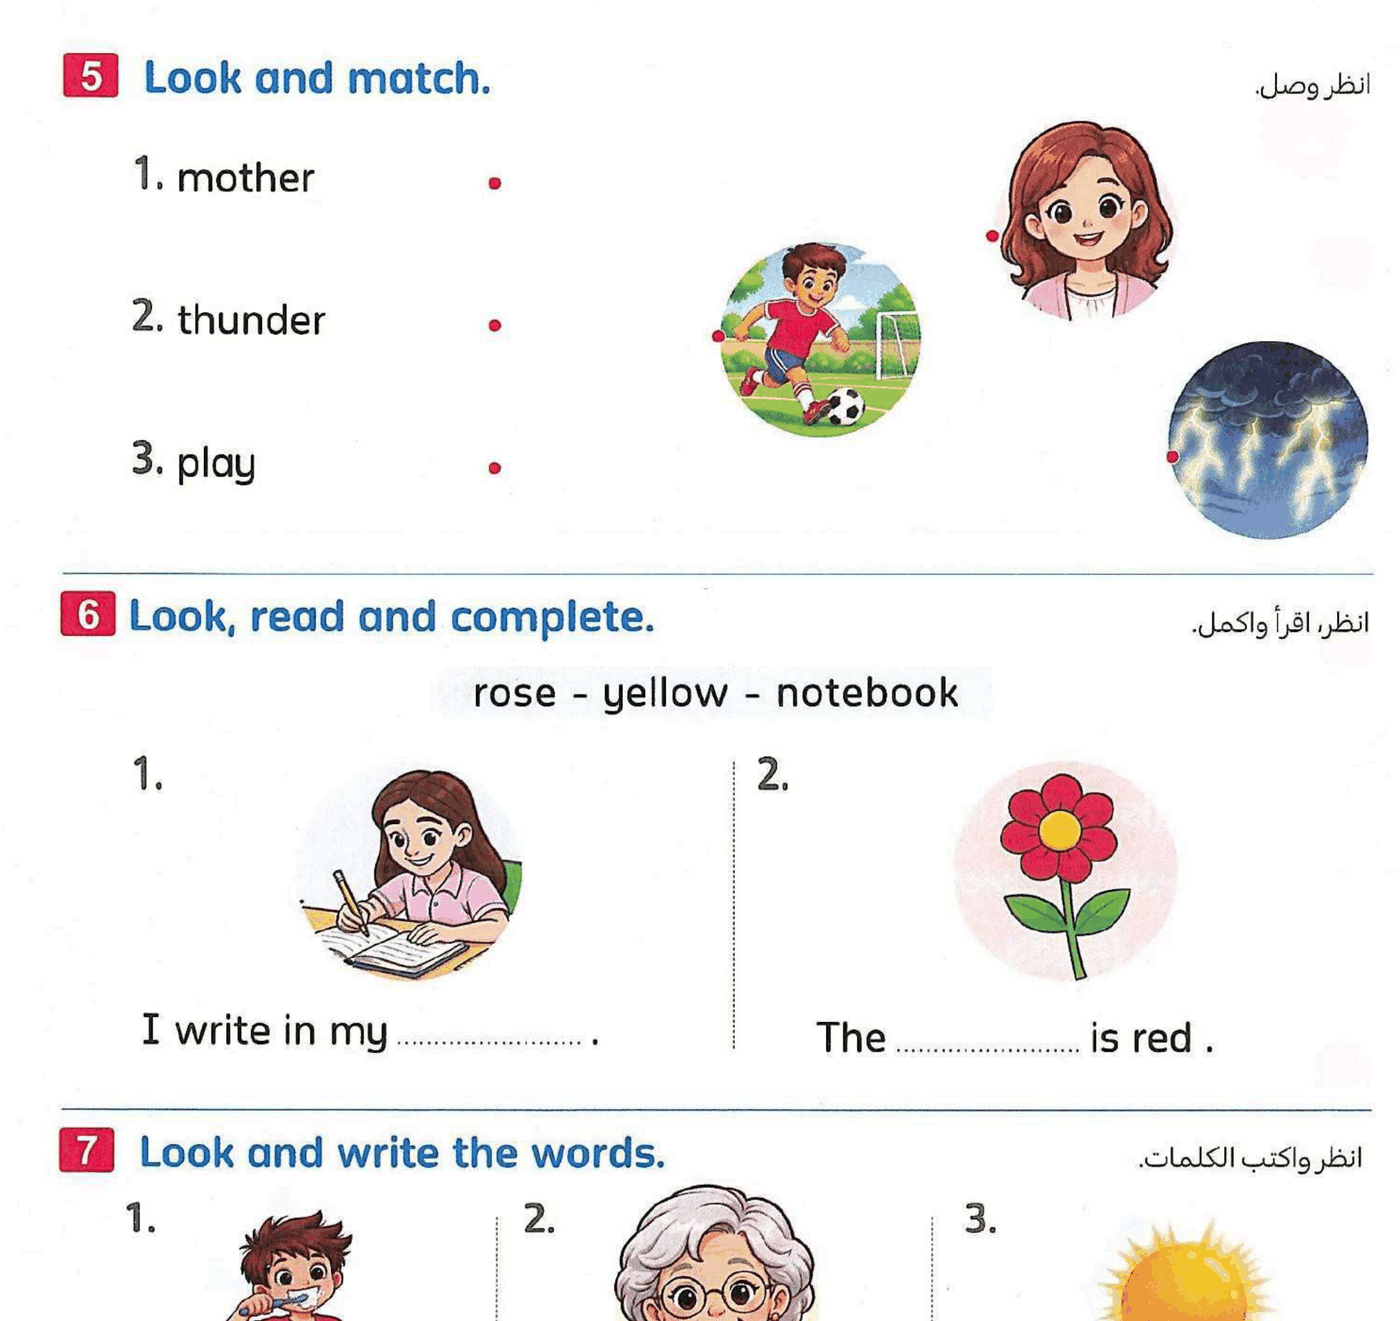 5 Look and match. انظر وصل.
1. mother
2. thunder
3. play
6 Look, read and complete. انظر، اقرأ واكمل.
rose - yellow - notebook
1. 2.
I write in my ........................ .
The ........................ is red .
7 Look and write the words. انظر واكتب الكلمات.
1. 2. 3.